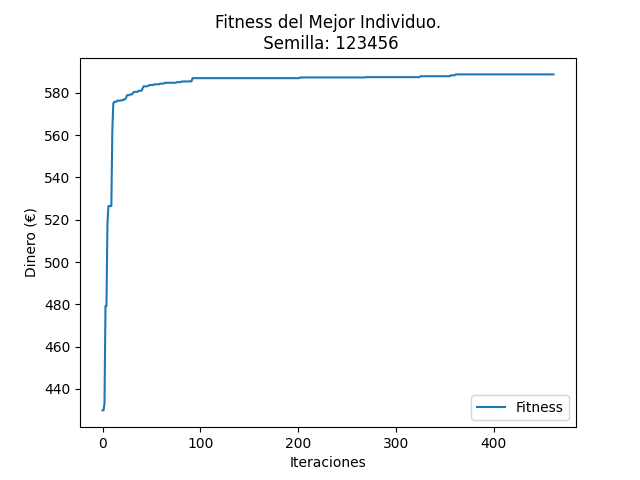 Fitness del Mejor Individuo.
Semilla: 123456
580
560
540
520
500
480
460
440
Dinero (€)
0 100 200 300 400
Iteraciones
Fitness